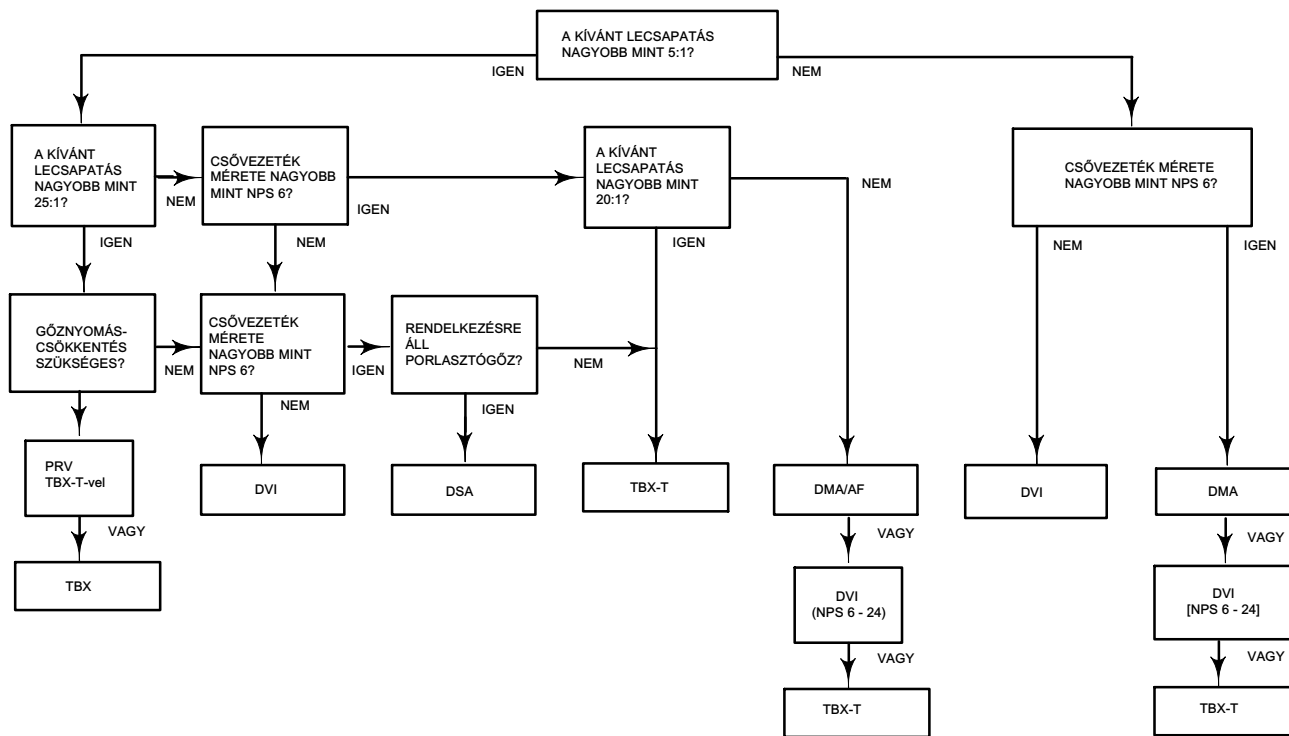 A KÍVÁNT LECSAPATÁS
NAGYOBB MINT 5:1?
IGEN
NEM
A KÍVÁNT
LECSAPATÁS
NAGYOBB MINT
25:1?
NEM
IGEN
CSŐVEZETÉK
MÉRETE NAGYOBB
MINT NPS 6?
IGEN
NEM
A KÍVÁNT
LECSAPATÁS
NAGYOBB MINT
20:1?
NEM
IGEN
CSŐVEZETÉK MÉRETE
NAGYOBB MINT NPS 6?
NEM
IGEN
GŐZNYOMÁS-
CSÖKKENTÉS
SZÜKSÉGES?
NEM
CSŐVEZETÉK
MÉRETE
NAGYOBB MINT
NPS 6?
IGEN
NEM
RENDELKEZÉSRE
ÁLL
PORLASZTÓGŐZ?
NEM
IGEN
PRV
TBX-T-vel
VAGY
TBX
DVI
DSA
TBX-T
DMA/AF
VAGY
DVI
(NPS 6 - 24)
VAGY
TBX-T
DVI
DMA
VAGY
DVI
[NPS 6 - 24]
VAGY
TBX-T